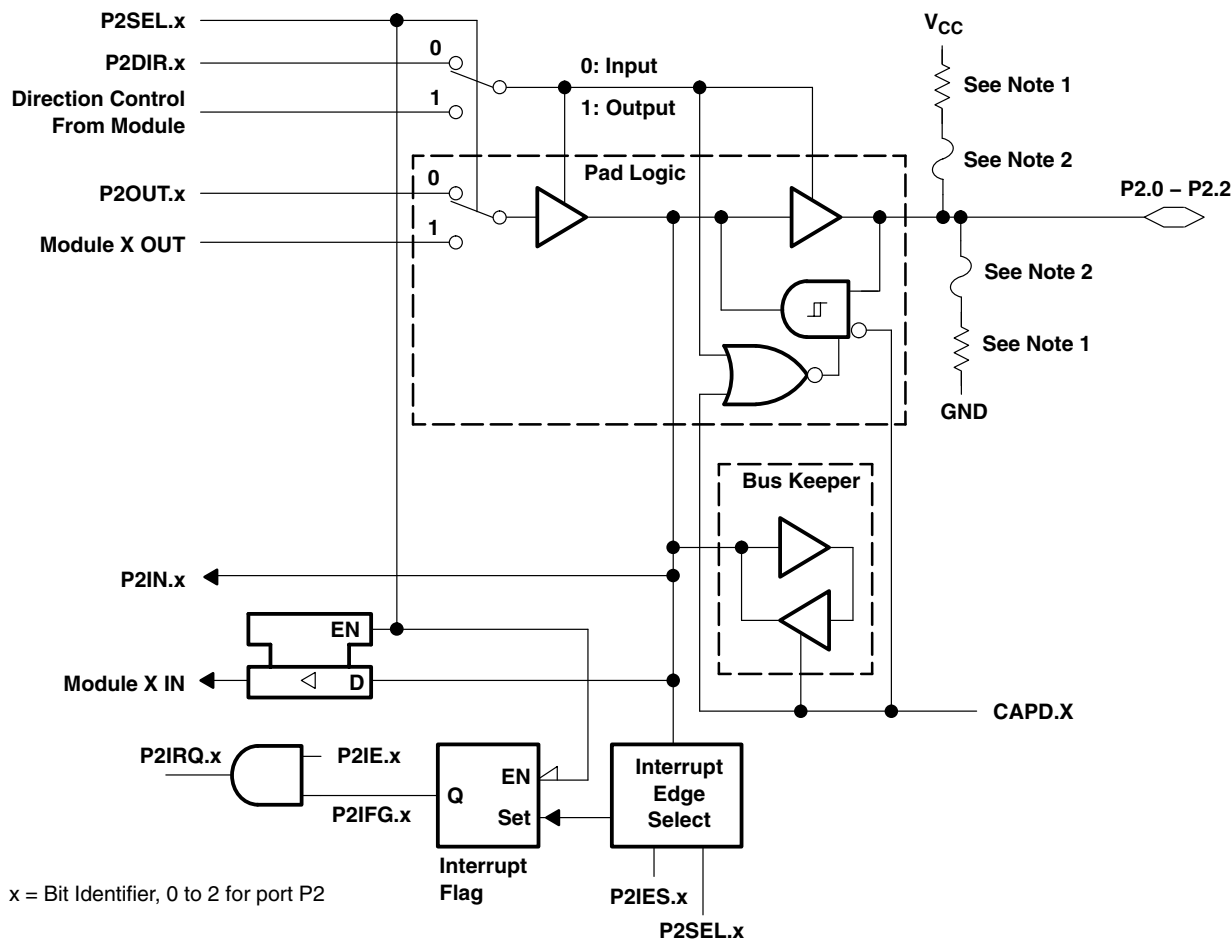 P2SEL.x
P2DIR.x
0
Direction Control
From Module
1
0: Input
1: Output
VCC
See Note 1
See Note 2
Pad Logic
P2OUT.x
0
Module X OUT
1
P2.0 – P2.2
See Note 2
See Note 1
GND
Bus Keeper
P2IN.x
EN
Module X IN
D
CAPD.X
P2IRQ.x
P2IE.x
P2IFG.x
Q
EN
Set
Interrupt
Flag
Interrupt
Edge
Select
P2IES.x
P2SEL.x
x = Bit Identifier, 0 to 2 for port P2